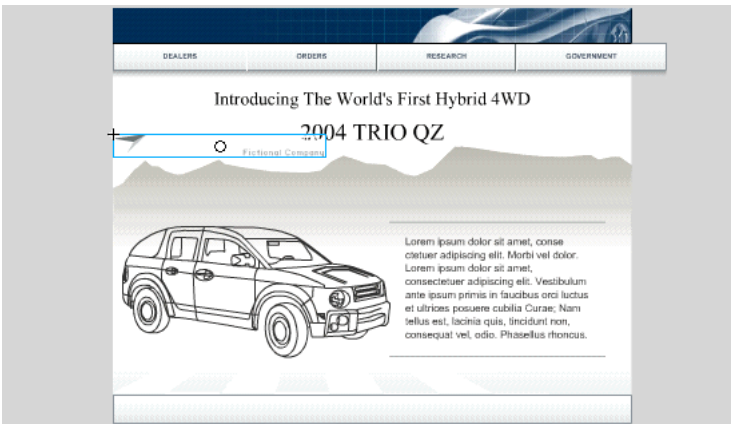 DEALERS
ORDERS
RESEARCH
GOVERNMENT
Introducing The World's First Hybrid 4WD
2004 TRIO QZ
Fictional Company
Lorem ipsum dolor sit amet, conse
ctetuer adipiscing elit. Morbi vel dolor.
Lorem ipsum dolor sit amet,
consectetuer adipiscing elit. Vestibulum
ante ipsum primis in faucibus orci luctus
et ultrices posuere cubilia Curae; Nam
tellus est, lacinia quis, tincidunt non,
consequat vel, odio. Phasellus rhoncus.